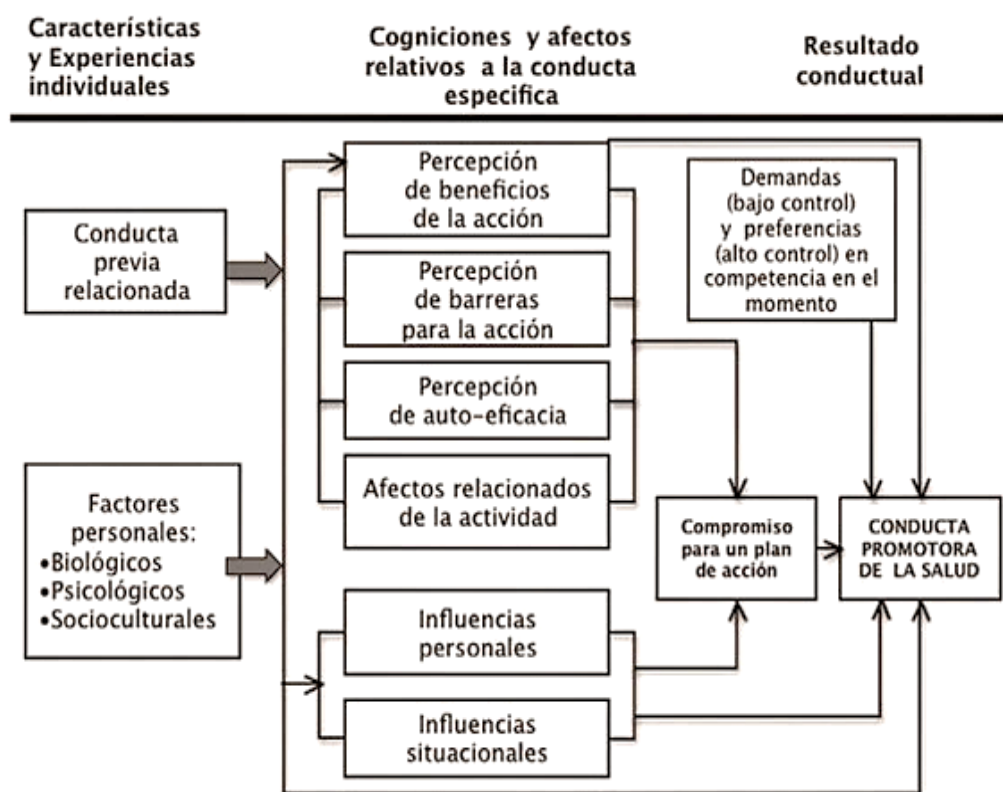 Características
y Experiencias
individuales
Cogniciones y afectos
relativos a la conducta
especifica
Resultado
conductual
Conducta
previa
relacionada
Factores
personales:
•Biológicos
•Psicológicos
•Socioculturales
Percepción
de beneficios
de la acción
Percepción
de barreras
para la acción
Percepción
de auto-eficacia
Afectos relacionados
de la actividad
Influencias
personales
Influencias
situacionales
Demandas
(bajo control)
y preferencias
(alto control) en
competencia en el
momento
Compromiso
para un plan
de acción
CONDUCTA
PROMOTORA
DE LA SALUD